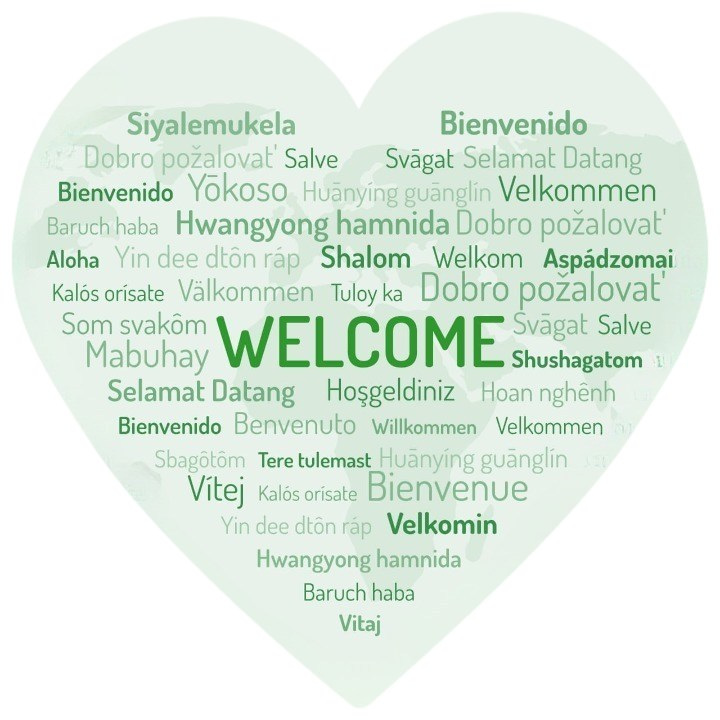 Siyalemukela Bienvenido
Dobro požalovat' Salve Svāgat Selamat Datang
Bienvenido Yōkoso Huānyíng guānglín Velkommen
Baruch haba Hwangyong hamnida Dobro požalovat'
Aloha Yin dee dtôn ráp Shalom Welkom Aspádzomai
Kalós orísate Välkommen Tuloy ka Dobro požalovat'
Som svakôm WELCOME Svāgat Salve
Mabuhay Shushagatom
Selamat Datang Hoşgeldiniz Hoan nghênh
Bienvenido Benvenuto Willkommen Velkommen
Sbagôtôm Tere tulemast Huānyíng guānglín
Vítej Kalós orísate Bienvenue
Yin dee dtôn ráp Velkomin
Hwangyong hamnida
Baruch haba
Vitaj